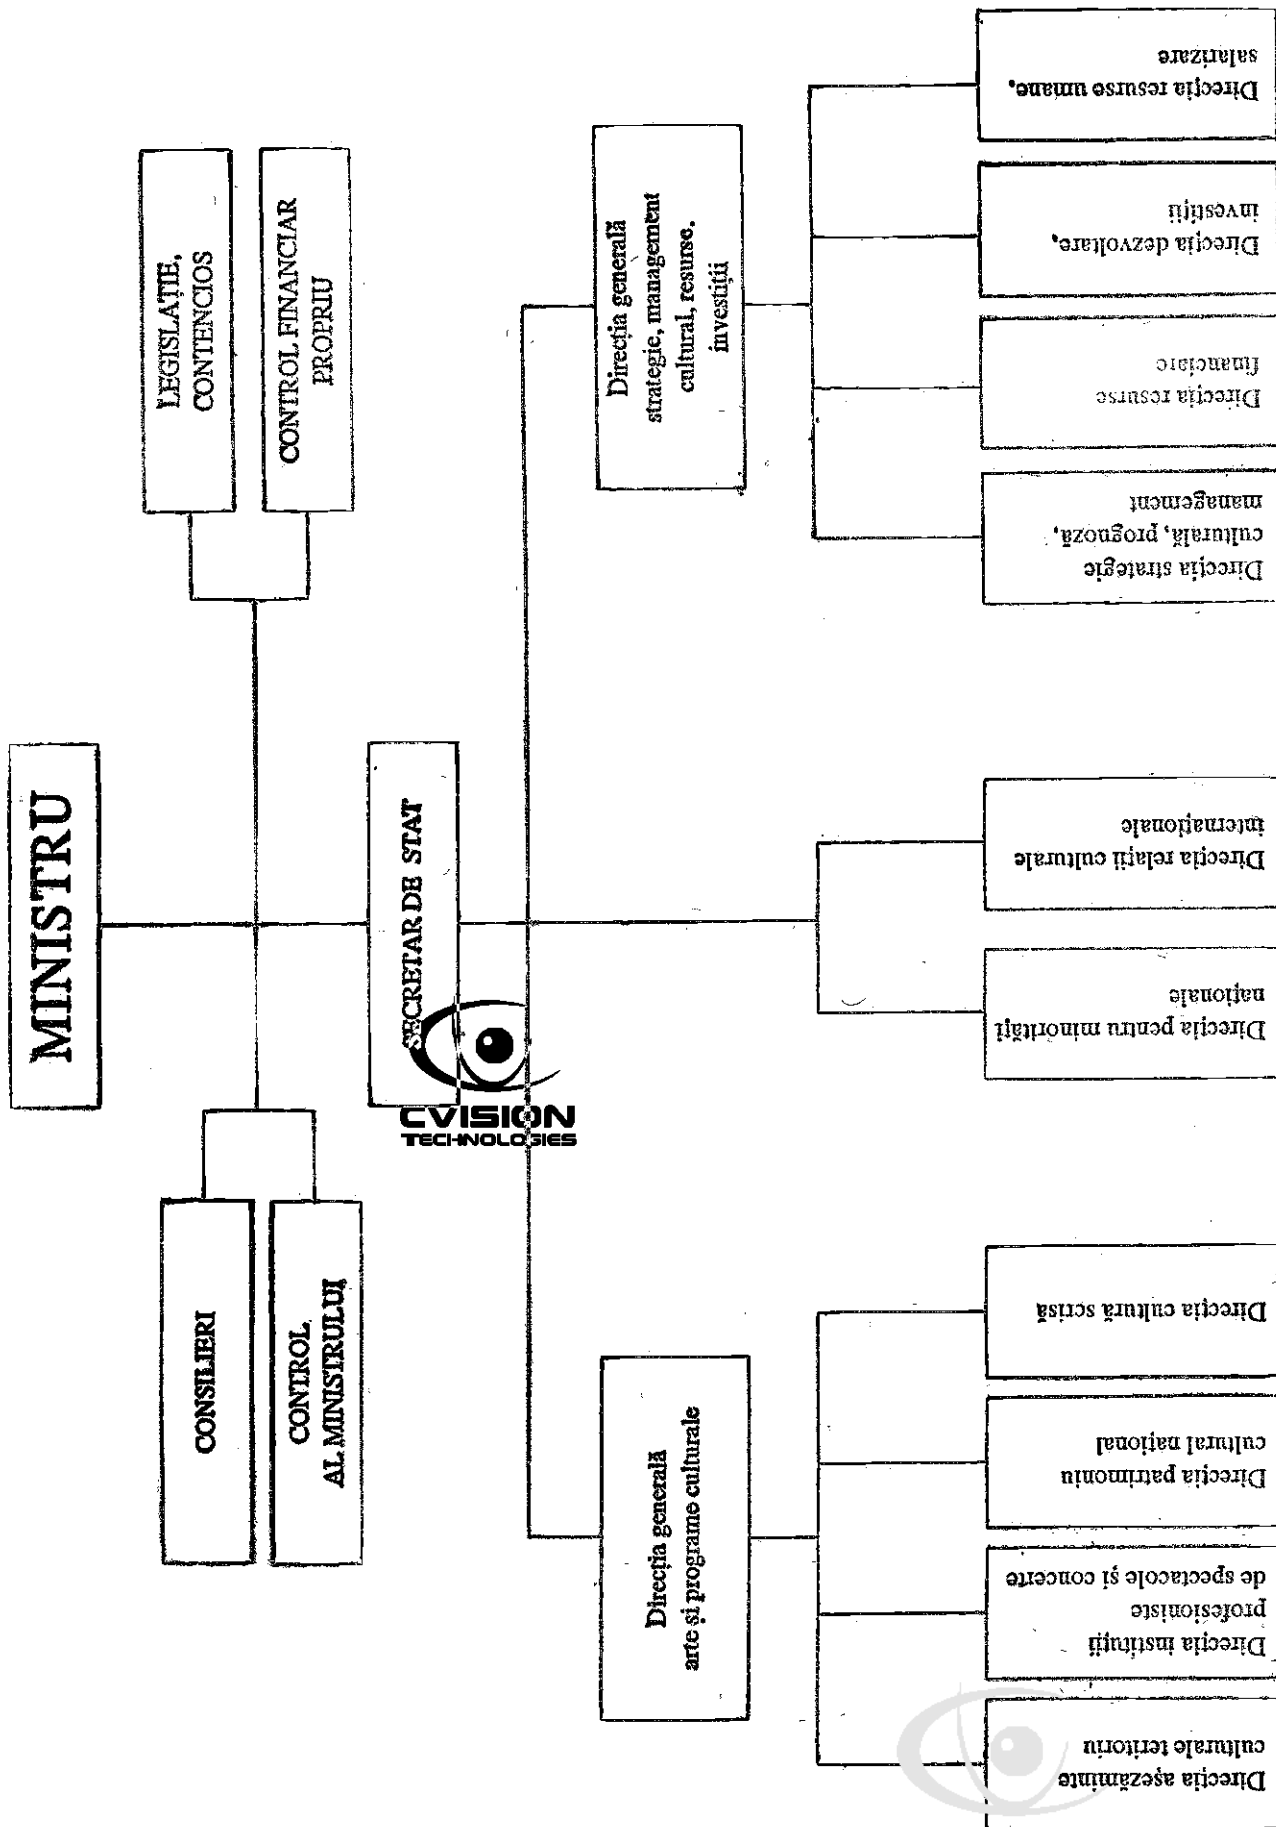 MINISTRU
CONSILIERI
CONTROL
AL MINISTRULUI
LEGISLAȚIE,
CONTENCIOS
CONTROL FINANCIAR
PROPRIU
SECRETAR DE STAT
CVISION
TECHNOLOGIES
Direcția generală
arte și programe culturale
Direcția generală
strategie, management
cultural, resurse,
investiții
Direcția așezăminte
culturale teritoriu
Direcția instituții
profesioniste
de spectacole și concerte
Direcția patrimoniu
cultural național
Direcția cultură scrisă
Direcția pentru minorități
naționale
Direcția relații culturale
internaționale
Direcția strategie
culturală, prognoză,
management
Direcția resurse
financiare
Direcția dezvoltare,
investiții
Direcția resurse umane,
salarizare